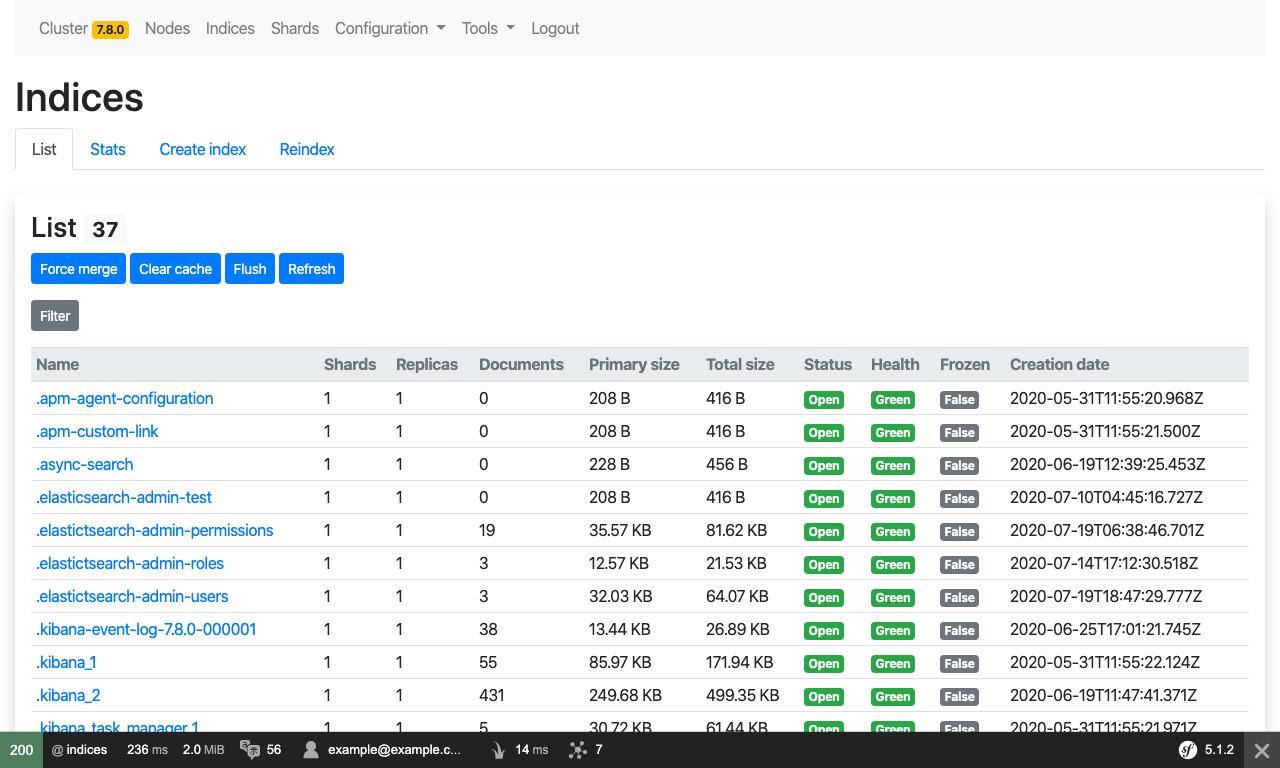 Cluster 7.8.0 Nodes Indices Shards Configuration Tools Logout
Indices
List Stats Create index Reindex
List 37
Force merge Clear cache Flush Refresh
Filter
Name Shards Replicas Documents Primary size Total size Status Health Frozen Creation date
.apm-agent-configuration 1 1 0 208 B 416 B Open Green False 2020-05-31T11:55:20.968Z
.apm-custom-link 1 1 0 208 B 416 B Open Green False 2020-05-31T11:55:21.500Z
.async-search 1 1 0 228 B 456 B Open Green False 2020-06-19T12:39:25.453Z
.elasticsearch-admin-test 1 1 0 208 B 416 B Open Green False 2020-07-10T04:45:16.727Z
.elastictsearch-admin-permissions 1 1 19 35.57 KB 81.62 KB Open Green False 2020-07-19T06:38:46.701Z
.elastictsearch-admin-roles 1 1 3 12.57 KB 21.53 KB Open Green False 2020-07-14T17:12:30.518Z
.elastictsearch-admin-users 1 1 3 32.03 KB 64.07 KB Open Green False 2020-07-19T18:47:29.777Z
.kibana-event-log-7.8.0-000001 1 1 38 13.44 KB 26.89 KB Open Green False 2020-06-25T17:01:21.745Z
.kibana_1 1 1 55 85.97 KB 171.94 KB Open Green False 2020-05-31T11:55:22.124Z
.kibana_2 1 1 431 249.68 KB 499.35 KB Open Green False 2020-06-19T11:47:41.371Z
.kibana_task_manager_1 1 1 5 30.72 KB 61.44 KB Open Green False 2020-05-31T11:55:21.971Z
200 @ indices 236 ms 2.0 MiB 56 example@example.c... 14 ms 7 5.1.2